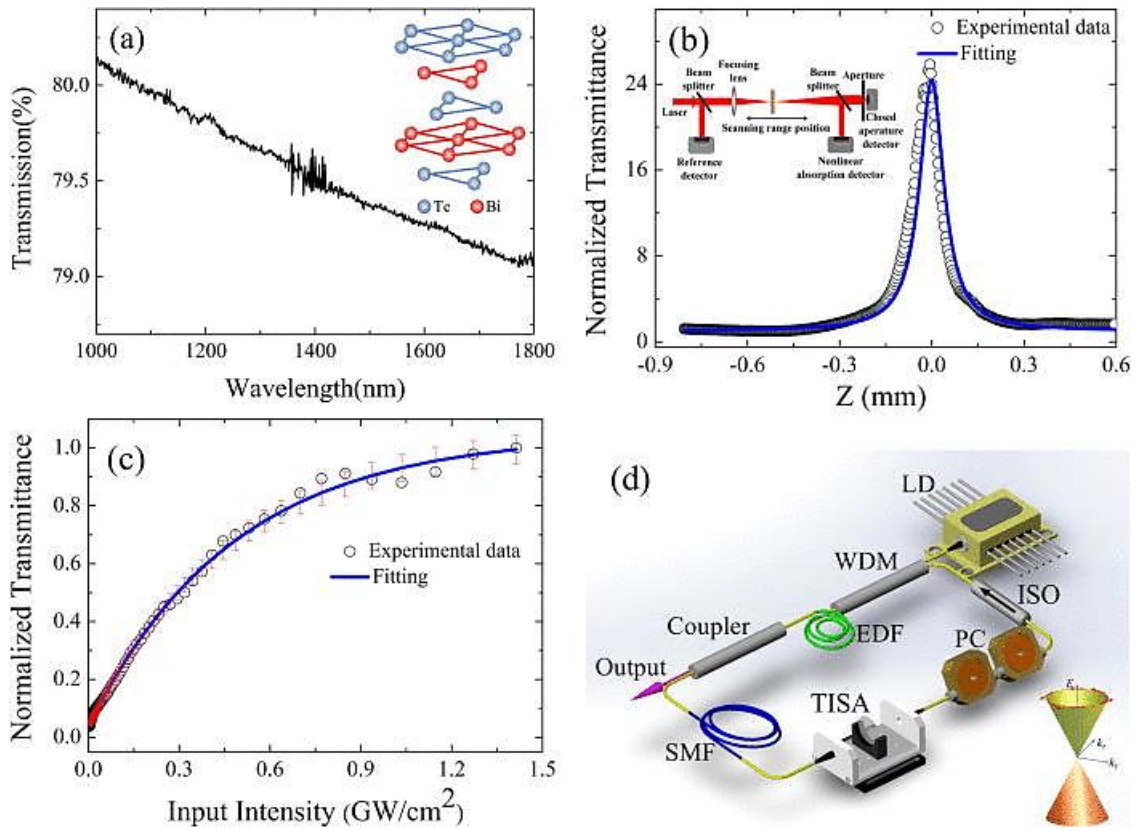 (a)
80.0
79.5
79.0
Transmission(%)
Te
Bi
1000
1200
1400
1600
1800
Wavelength(nm)
(b)
Experimental data
Fitting
Normalized Transmittance
24
18
12
6
0
Beam
splitter
Focusing
lens
Beam
splitter
Aperture
Laser
Scanning range position
Closed
aperature
detector
Reference
detector
Nonlinear
absorption detector
-0.9
-0.6
-0.3
0.0
0.3
0.6
Z (mm)
(c)
Normalized Transmittance
1.0
0.8
0.6
0.4
0.2
0.0
Experimental data
Fitting
0.0
0.3
0.6
0.9
1.2
1.5
Input Intensity (GW/cm²)
(d)
LD
WDM
ISO
Coupler
EDF
PC
Output
TISA
SMF